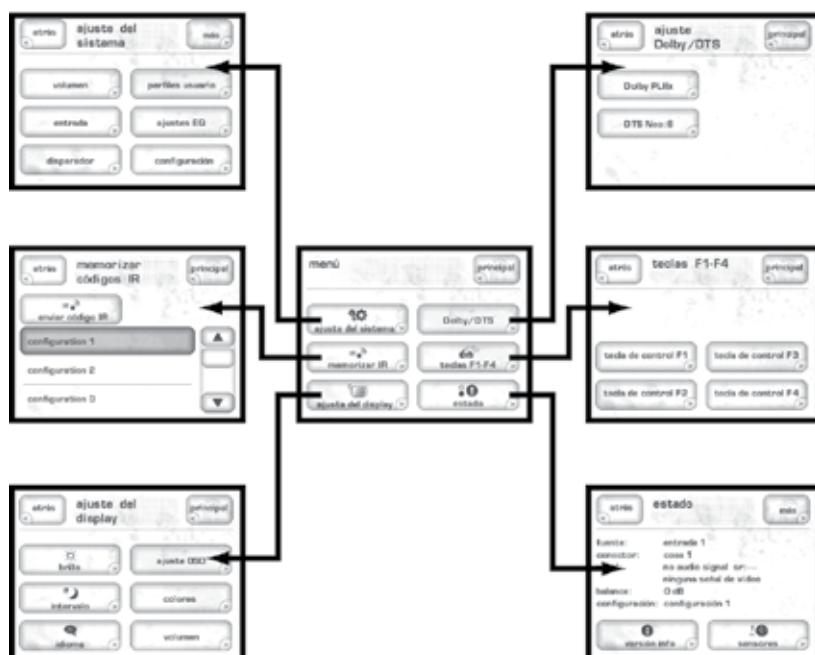 atrás
ajuste del
sistema
más
volumen
perfiles usuario
entrada
ajustes EQ
disparador
configuración
atrás
ajuste
Dolby/DTS
principal
Dolby PLIIx
DTS Neo:6
atrás
memorizar
códigos IR
principal
enviar código IR
configuration 1
configuration 2
configuration 3
menú
principal
ajuste del sistema
Dolby/DTS
memorizar IR
teclas F1-F4
ajuste del display
estado
atrás
teclas F1-F4
principal
tecla de control F1
tecla de control F3
tecla de control F2
tecla de control F4
atrás
ajuste del
display
principal
brillo
ajuste OSD
intervalo
colores
idioma
volumen
atrás
estado
más
fuente: entrada 1
conector: coax 1
no audio signal sr:---
ninguna señal de video
balance: 0 dB
configuración: configuración 1
versión info
sensores